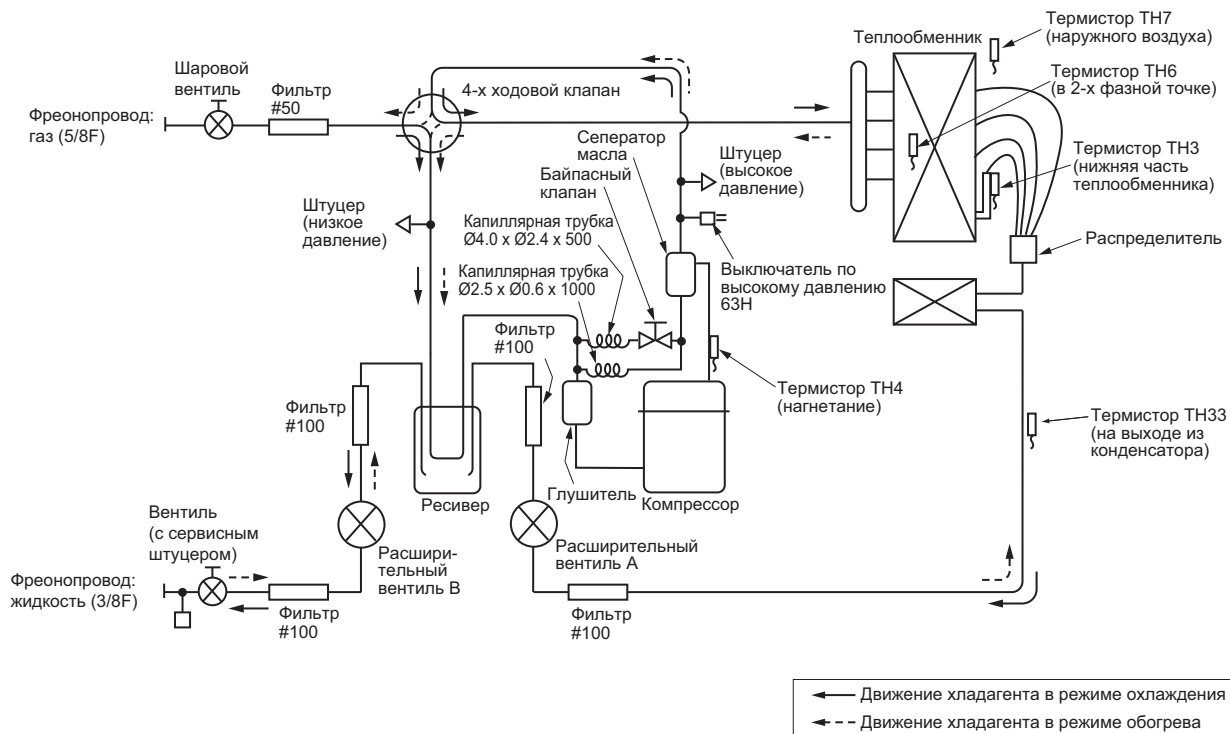 Термистор TH7
(наружного воздуха)
Теплообменник
Термистор TH6
(в 2-х фазной точке)
Шаровой
вентиль
Фильтр
#50
4-х ходовой клапан
Фреонопровод:
газ (5/8F)
Сеператор
масла
Байпасный
клапан
Штуцер
(высокое
давление)
Термистор TH3
(нижняя часть
теплообменника)
Штуцер
(низкое
давление)
Капиллярная трубка
Ø4.0 x Ø2.4 x 500
Распределитель
Капиллярная трубка
Ø2.5 x Ø0.6 x 1000
Выключатель по
высокому давлению
63H
Фильтр
#100
Термистор TH4
(нагнетание)
Фильтр
#100
Термистор TH33
(на выходе из
конденсатора)
Ресивер
Глушитель
Компрессор
Вентиль
(с сервисным
штуцером)
Расшири-
тельный
вентиль B
Расширительный
вентиль A
Фреонопровод:
жидкость (3/8F)
Фильтр
#100
Фильтр
#100
Движение хладагента в режиме охлаждения
Движение хладагента в режиме обогрева